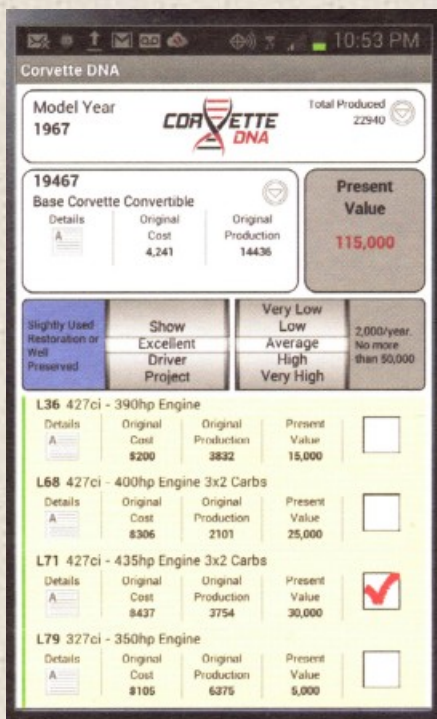 10:53 PM
Corvette DNA
Model Year
1967
CORVETTE
DNA
Total Produced
22940
19467
Base Corvette Convertible
Details
Original
Cost
4,241
Original
Production
14436
Present
Value
115,000
Slightly Used
Restoration or
Well
Preserved
Show
Excellent
Driver
Project
Very Low
Low
Average
High
Very High
2,000/year.
No more
than 50,000
L36 427ci - 390hp Engine
Details Original Original Present
A Cost Production Value
$200 3832 15,000
L68 427ci - 400hp Engine 3x2 Carbs
Details Original Original Present
A Cost Production Value
$306 2101 25,000
L71 427ci - 435hp Engine 3x2 Carbs
Details Original Original Present
A Cost Production Value
$437 3754 30,000
L79 327ci - 350hp Engine
Details Original Original Present
A Cost Production Value
$105 6375 5,000